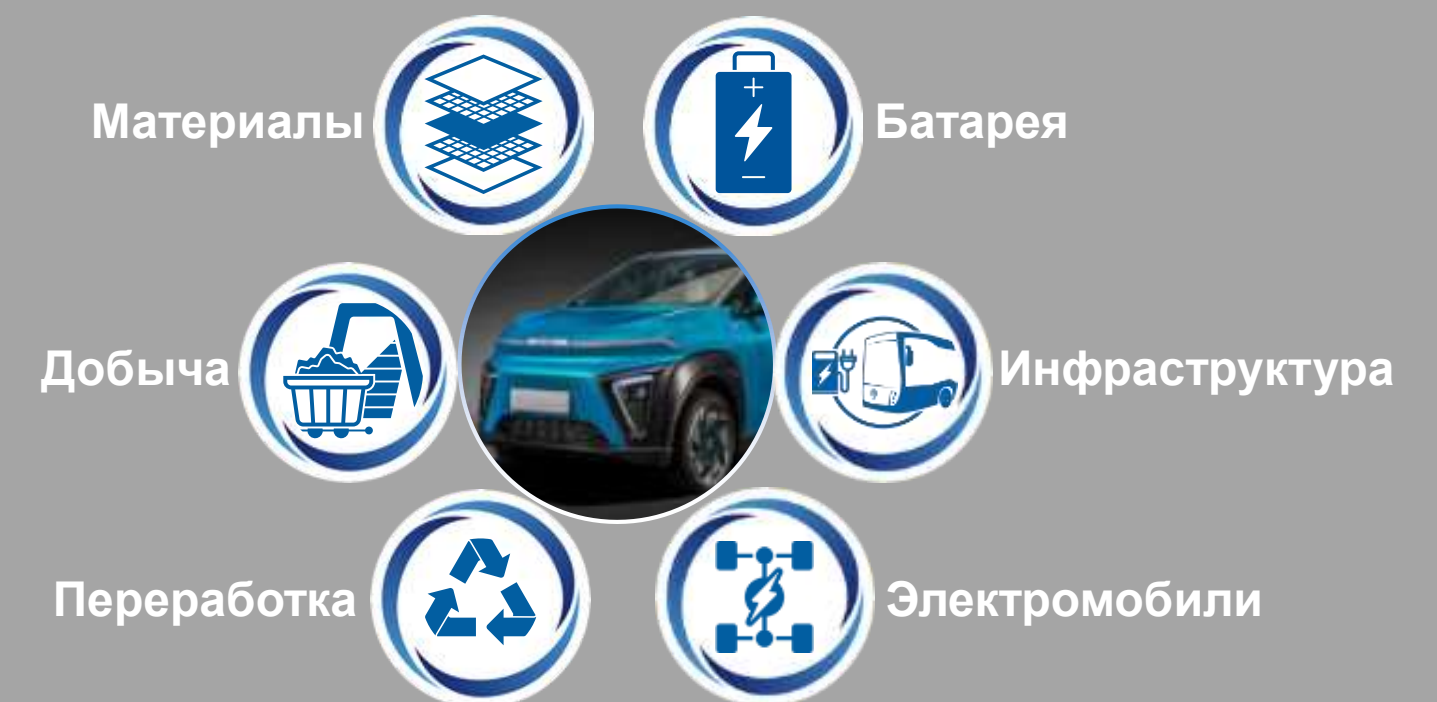 Материалы
Батарея
Добыча
Инфраструктура
Переработка
Электромобили